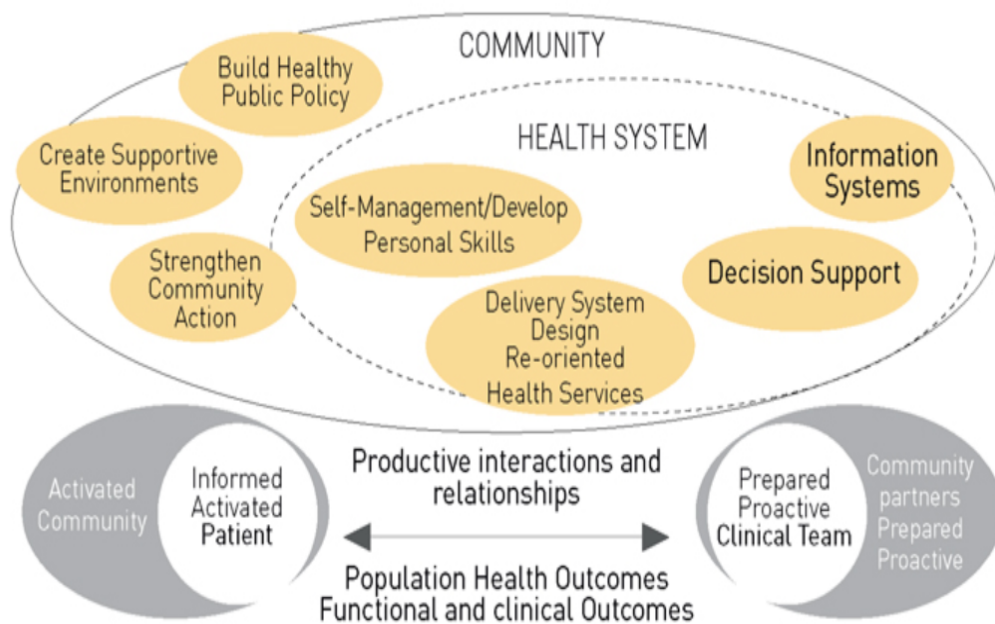 COMMUNITY
Build Healthy
Public Policy
HEALTH SYSTEM
Create Supportive
Environments
Information
Systems
Self-Management/Develop
Personal Skills
Strengthen
Community
Action
Decision Support
Delivery System
Design
Re-oriented
Health Services
Activated
Community
Informed
Activated
Patient
Productive interactions and
relationships
Population Health Outcomes
Functional and clinical Outcomes
Prepared
Proactive
Clinical Team
Community
partners
Prepared
Proactive